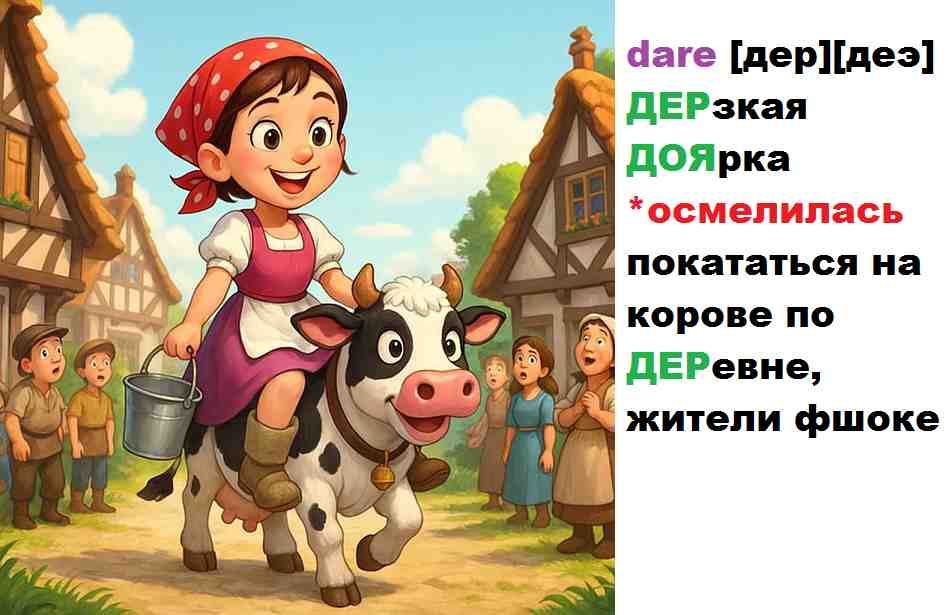 dare [дер][деэ]
ДЕРзкая
ДОЯрка
*осмелилась
покататься на
корове по
ДЕРевне,
жители фшоке